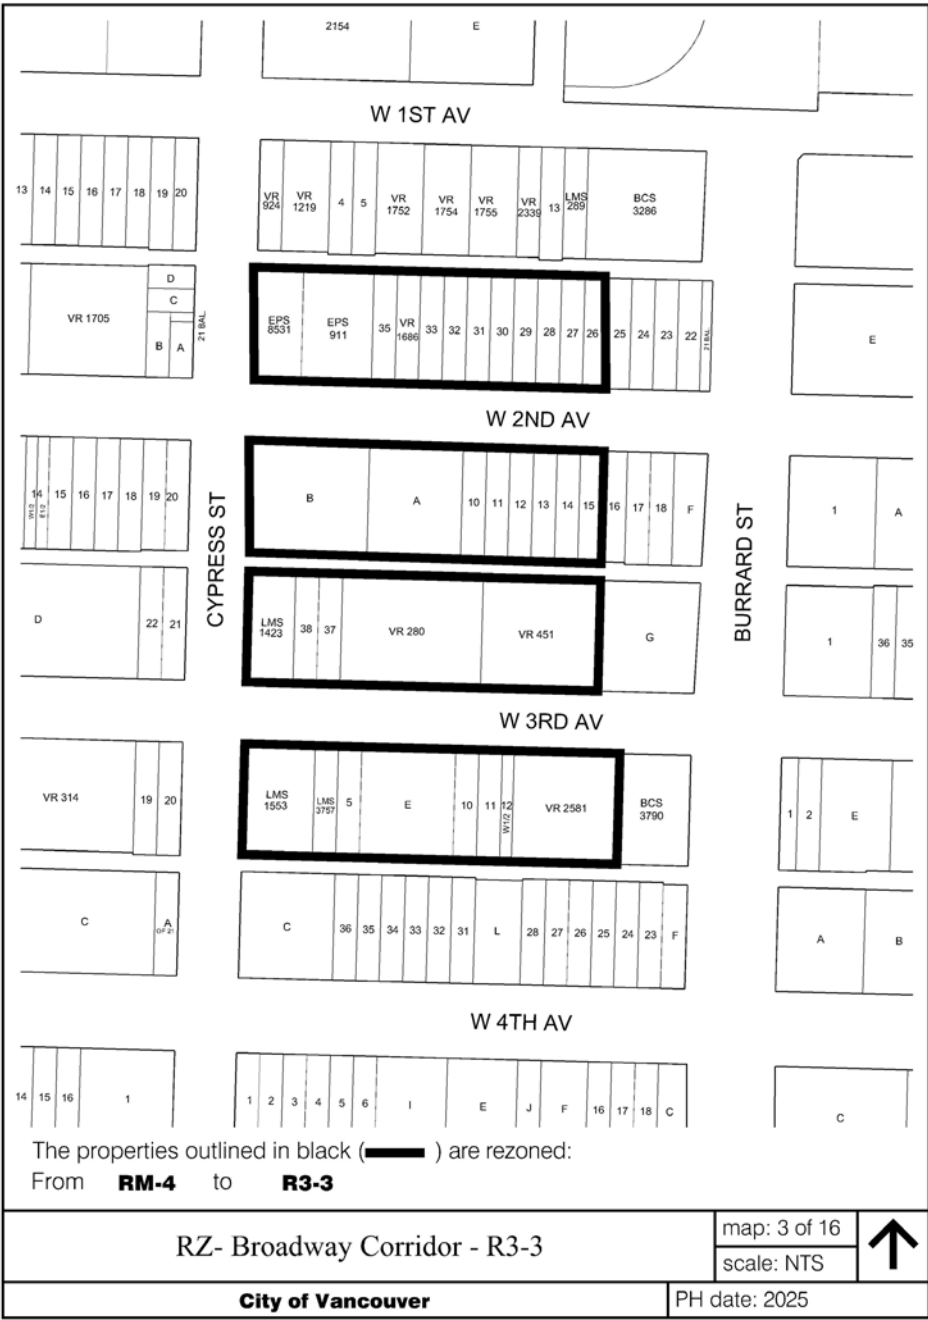 2154 E
W 1ST AV
13 14 15 16 17 18 19 20 VR 924 VR 1219 4 5 VR 1752 VR 1754 VR 1755 VR 2339 13 LMS 289 BCS 3286
VR 1705 D C B A 21 BAL EPS 8531 EPS 911 35 VR 1686 33 32 31 30 29 28 27 26 25 24 23 22 21 BAL E
W 2ND AV
W1/2 14 E1/2 15 16 17 18 19 20 B A 10 11 12 13 14 15 16 17 18 F 1 A
CYPRESS ST
BURRARD ST
D 22 21 LMS 1423 38 37 VR 280 VR 451 G 1 36 35
W 3RD AV
VR 314 19 20 LMS 1553 LMS 3757 5 E 10 11 12 W1/2 VR 2581 BCS 3790 1 2 E
C A OF 21 C 36 35 34 33 32 31 L 28 27 26 25 24 23 F A B
W 4TH AV
14 15 16 1 1 2 3 4 5 6 I E J F 16 17 18 C C
The properties outlined in black ( ) are rezoned:
From RM-4 to R3-3
RZ- Broadway Corridor - R3-3
map: 3 of 16
scale: NTS
City of Vancouver
PH date: 2025